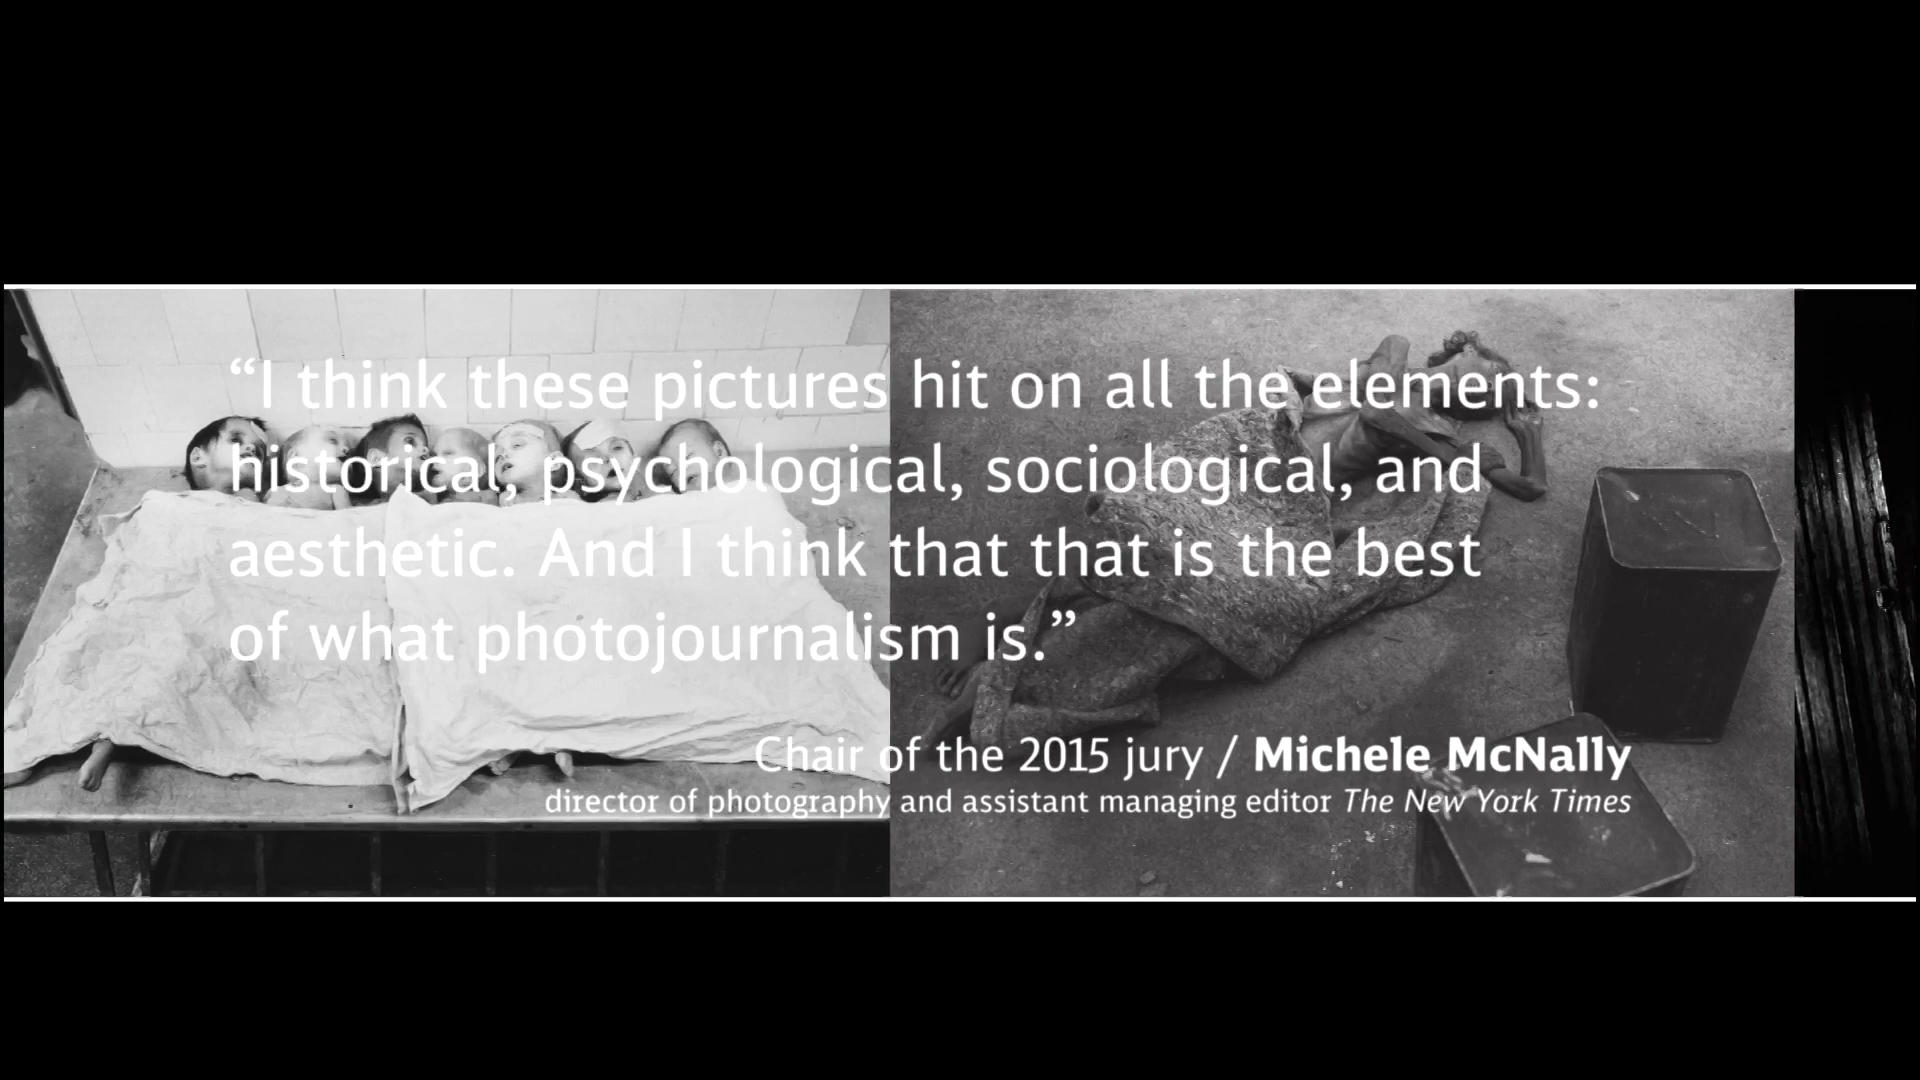 “I think these pictures hit on all the elements:
historical, psychological, sociological, and
aesthetic. And I think that that is the best
of what photojournalism is.”
Chair of the 2015 jury / Michele McNally
director of photography and assistant managing editor The New York Times